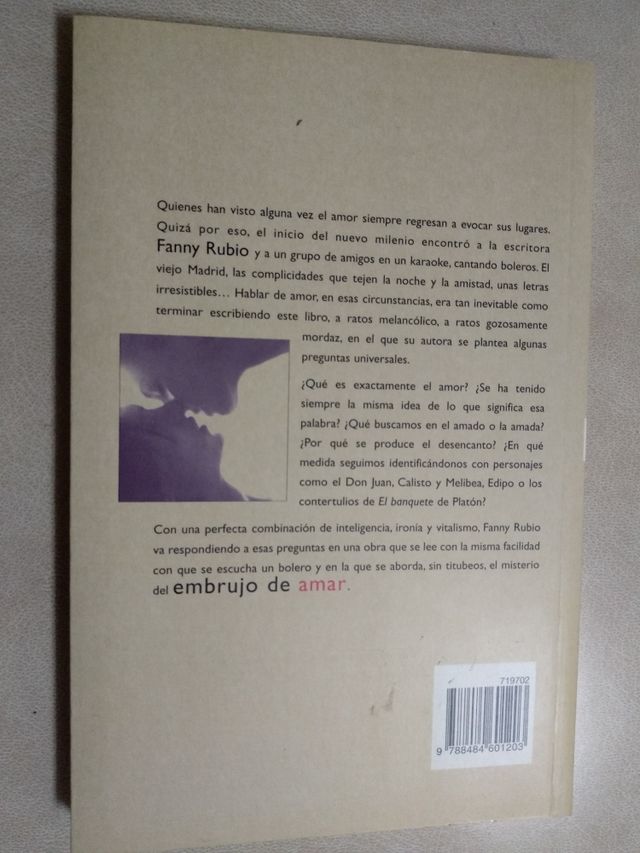 Quienes han visto alguna vez el amor siempre regresan a evocar sus lugares.
Quizá por eso, el inicio del nuevo milenio encontró a la escritora
Fanny Rubio y a un grupo de amigos en un karaoke, cantando boleros. El
viejo Madrid, las complicidades que tejen la noche y la amistad, unas letras
irresistibles... Hablar de amor, en esas circunstancias, era tan inevitable como
terminar escribiendo este libro, a ratos melancólico, a ratos gozosamente
mordaz, en el que su autora se plantea algunas
preguntas universales.
¿Qué es exactamente el amor? ¿Se ha tenido
siempre la misma idea de lo que significa esa
palabra? ¿Qué buscamos en el amado o la amada?
¿Por qué se produce el desencanto? ¿En qué
medida seguimos identificándonos con personajes
como el Don Juan, Calisto y Melibea, Edipo o los
contertulios de El banquete de Platón?
Con una perfecta combinación de inteligencia, ironía y vitalismo, Fanny Rubio
va respondiendo a esas preguntas en una obra que se lee con la misma facilidad
con que se escucha un bolero y en la que se aborda, sin titubeos, el misterio
del embrujo de amar.
719702
9 788484 601203